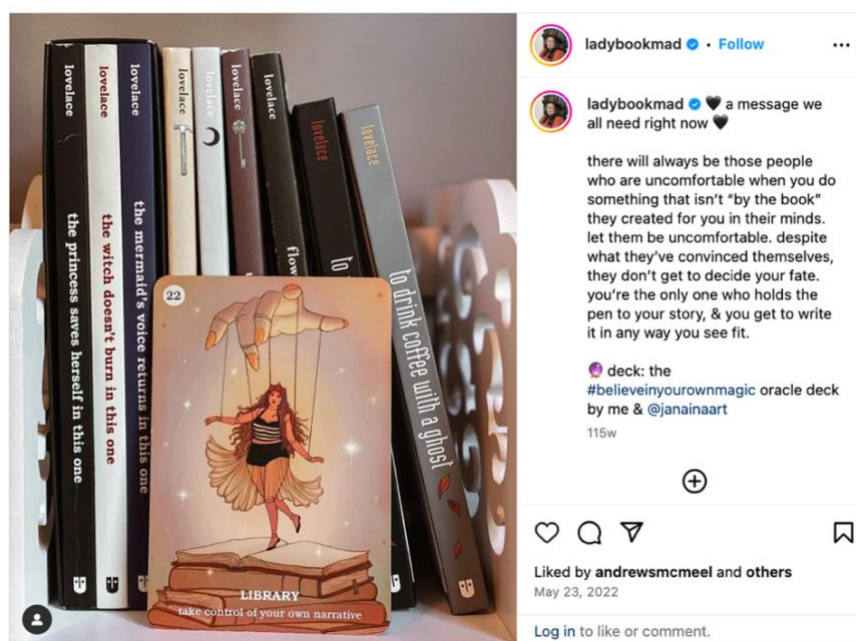 lovelace
the princess saves herself in this one
lovelace
the witch doesn't burn in this one
lovelace
the mermaid's voice returns in this one
lovelace
lovelace
lovelace
lovelace
flow
lovelace
to
lovelace
to drink coffee with a ghost
22
LIBRARY
take control of your own narrative
ladybookmad • Follow
ladybookmad 🖤 a message we
all need right now 🖤
there will always be those people
who are uncomfortable when you do
something that isn't "by the book"
they created for you in their minds.
let them be uncomfortable. despite
what they've convinced themselves,
they don't get to decide your fate.
you're the only one who holds the
pen to your story, & you get to write
it in any way you see fit.
🔮 deck: the
#believeinyourownmagic oracle deck
by me & @janainaart
115w
Liked by andrewsmcmeel and others
May 23, 2022
Log in to like or comment.